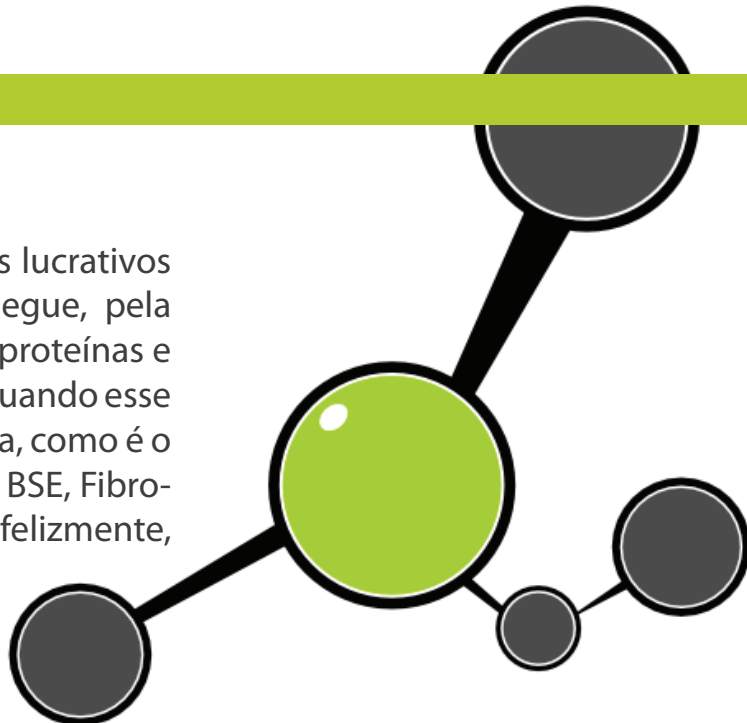 s lucrativos
egue, pela
proteínas e
uando esse
a, como é o
BSE, Fibro-
felizmente,